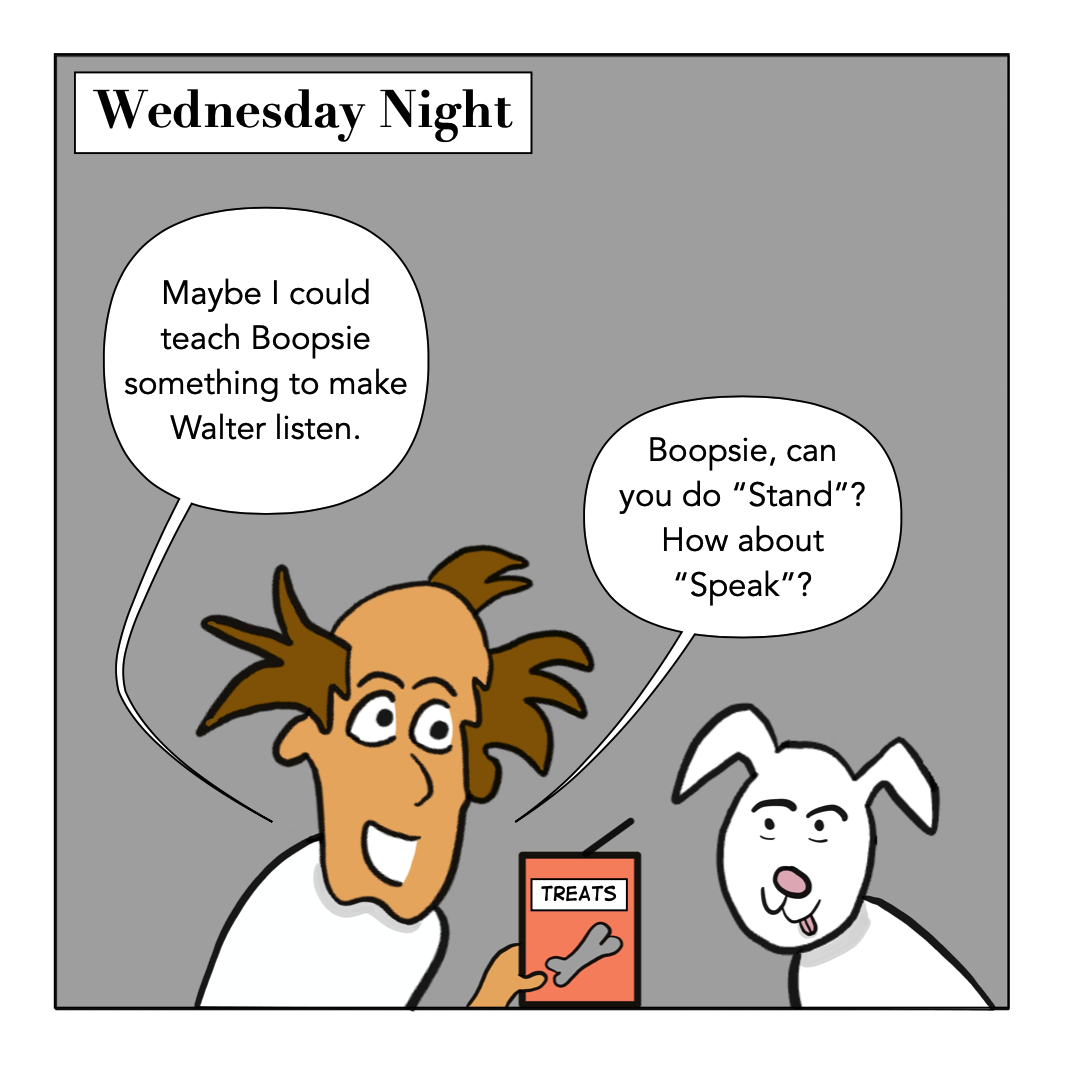 Wednesday Night
Maybe I could
teach Boopsie
something to make
Walter listen.
Boopsie, can
you do “Stand”?
How about
“Speak”?
TREATS